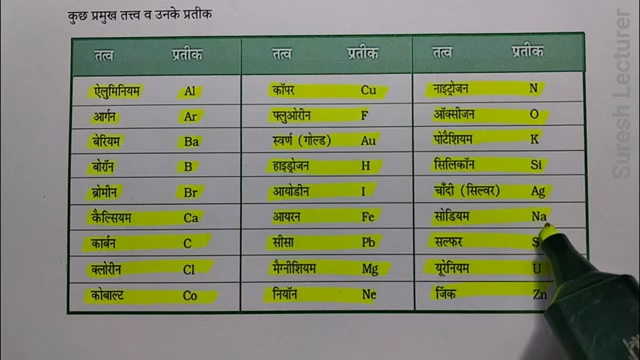 कुछ प्रमुख तत्त्व व उनके प्रतीक
तत्व प्रतीक तत्व प्रतीक तत्व प्रतीक
ऐलुमिनियम Al कॉपर Cu नाइट्रोजन N
आर्गन Ar फ्लुओरीन F ऑक्सीजन O
बेरियम Ba स्वर्ण (गोल्ड) Au पोटैशियम K
बोरॉन B हाइड्रोजन H सिलिकॉन Si
ब्रोमीन Br आयोडीन I चाँदी (सिल्वर) Ag
कैल्सियम Ca आयरन Fe सोडियम Na
कार्बन C सीसा Pb सल्फर S
क्लोरीन Cl मैग्नीशियम Mg यूरेनियम U
कोबाल्ट Co नियॉन Ne जिंक Zn
Suresh Lecturer